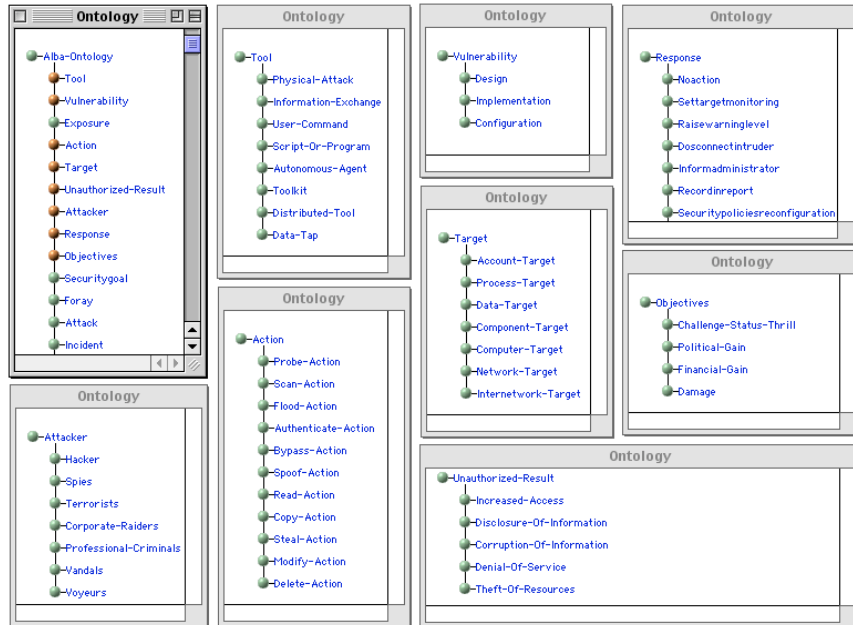 Ontology
Alba-Ontology
Tool
Vulnerability
Exposure
Action
Target
Unauthorized-Result
Attacker
Response
Objectives
Securitygoal
Foray
Attack
Incident
Ontology
Tool
Physical-Attack
Information-Exchange
User-Command
Script-Or-Program
Autonomous-Agent
Toolkit
Distributed-Tool
Data-Tap
Ontology
Vulnerability
Design
Implementation
Configuration
Ontology
Response
Noaction
Settargetmonitoring
Raisewarninglevel
Dosconnectintruder
Informadministrator
Recordinreport
Securitypoliciesreconfiguration
Ontology
Target
Account-Target
Process-Target
Data-Target
Component-Target
Computer-Target
Network-Target
Internetwork-Target
Ontology
Objectives
Challenge-Status-Thrill
Political-Gain
Financial-Gain
Damage
Ontology
Attacker
Hacker
Spies
Terrorists
Corporate-Raiders
Professional-Criminals
Vandals
Voyeurs
Ontology
Action
Probe-Action
Scan-Action
Flood-Action
Authenticate-Action
Bypass-Action
Spoof-Action
Read-Action
Copy-Action
Steal-Action
Modify-Action
Delete-Action
Ontology
Unauthorized-Result
Increased-Access
Disclosure-Of-Information
Corruption-Of-Information
Denial-Of-Service
Theft-Of-Resources